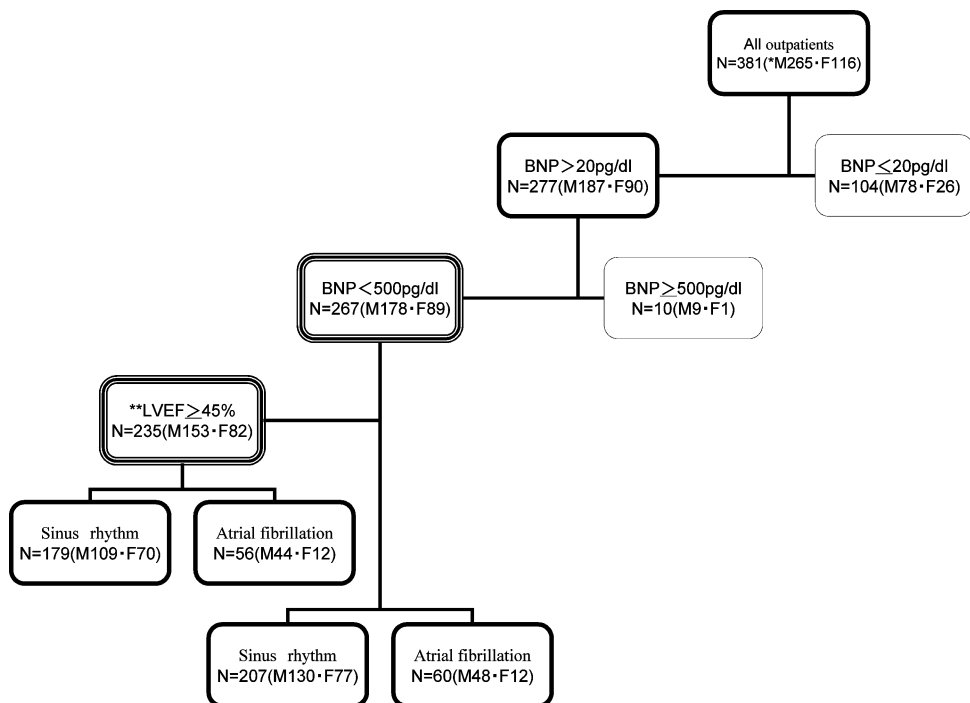 All outpatients
N=381(*M265・F116)
BNP＞20pg/dl
N=277(M187・F90)
BNP≤20pg/dl
N=104(M78・F26)
BNP＜500pg/dl
N=267(M178・F89)
BNP≥500pg/dl
N=10(M9・F1)
**LVEF≥45%
N=235(M153・F82)
Sinus rhythm
N=179(M109・F70)
Atrial fibrillation
N=56(M44・F12)
Sinus rhythm
N=207(M130・F77)
Atrial fibrillation
N=60(M48・F12)